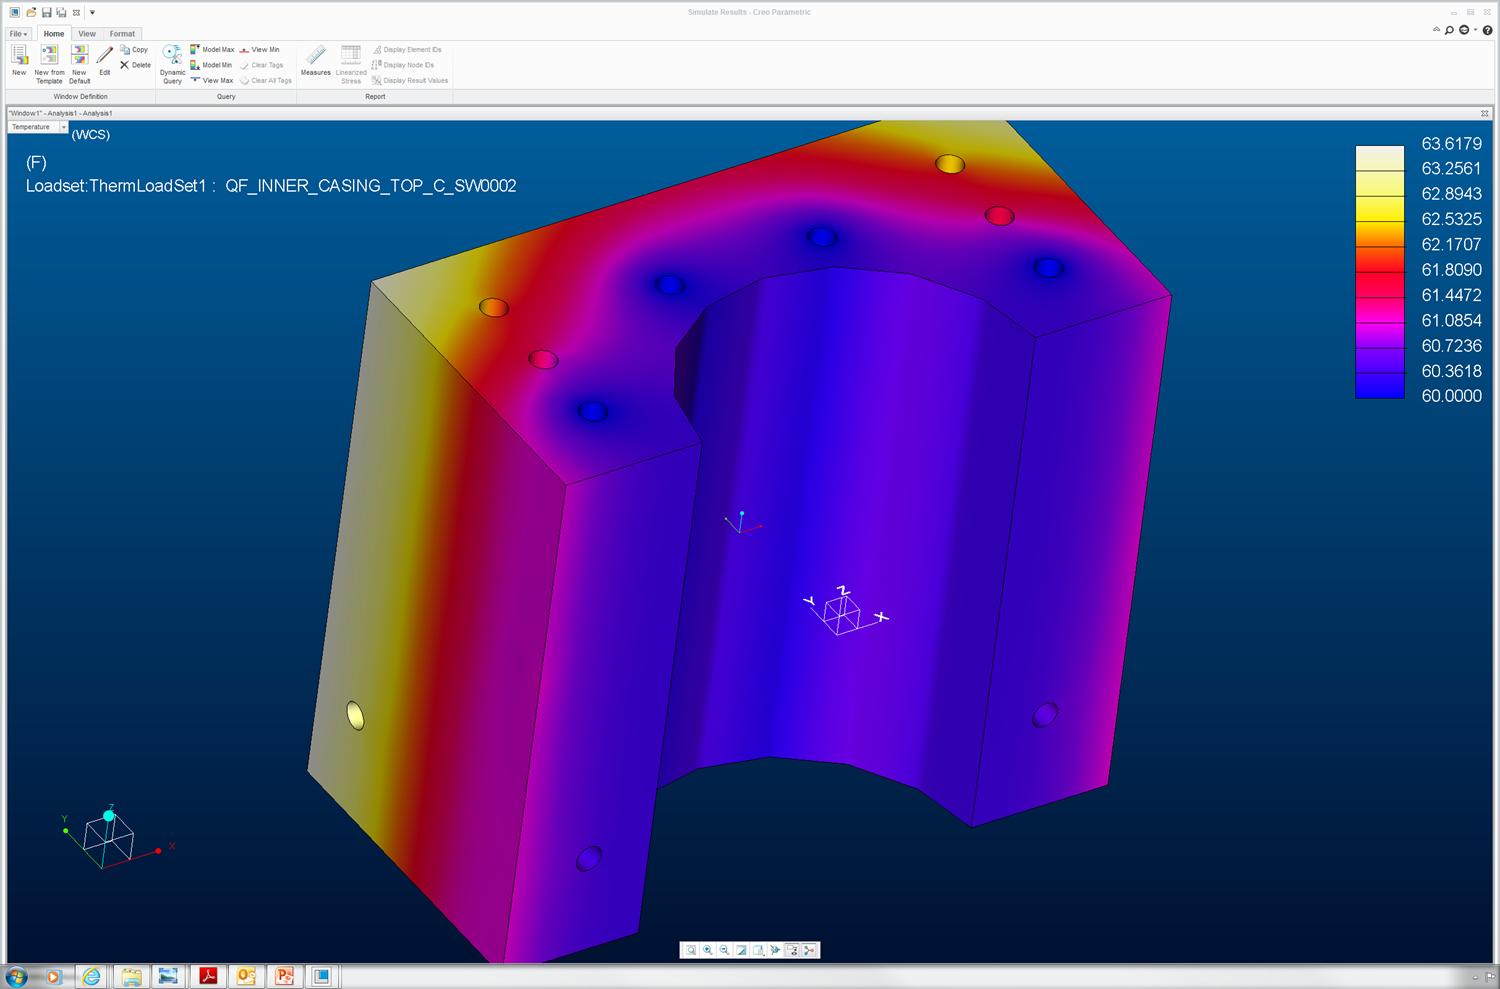 Simulate Results - Creo Parametric
File
Home
View
Format
New
New from
Template
New
Default
Edit
Copy
Delete
Window Definition
Dynamic
Query
Model Max
Model Min
View Max
View Min
Clear Tags
Clear All Tags
Query
Measures
Linearized
Stress
Display Element IDs
Display Node IDs
Display Result Values
Report
"Window1" - Analysis1 - Analysis1
Temperature
(WCS)
(F)
Loadset:ThermLoadSet1 : QF_INNER_CASING_TOP_C_SW0002
63.6179
63.2561
62.8943
62.5325
62.1707
61.8090
61.4472
61.0854
60.7236
60.3618
60.0000
Z
Y
X
Z
Y
X